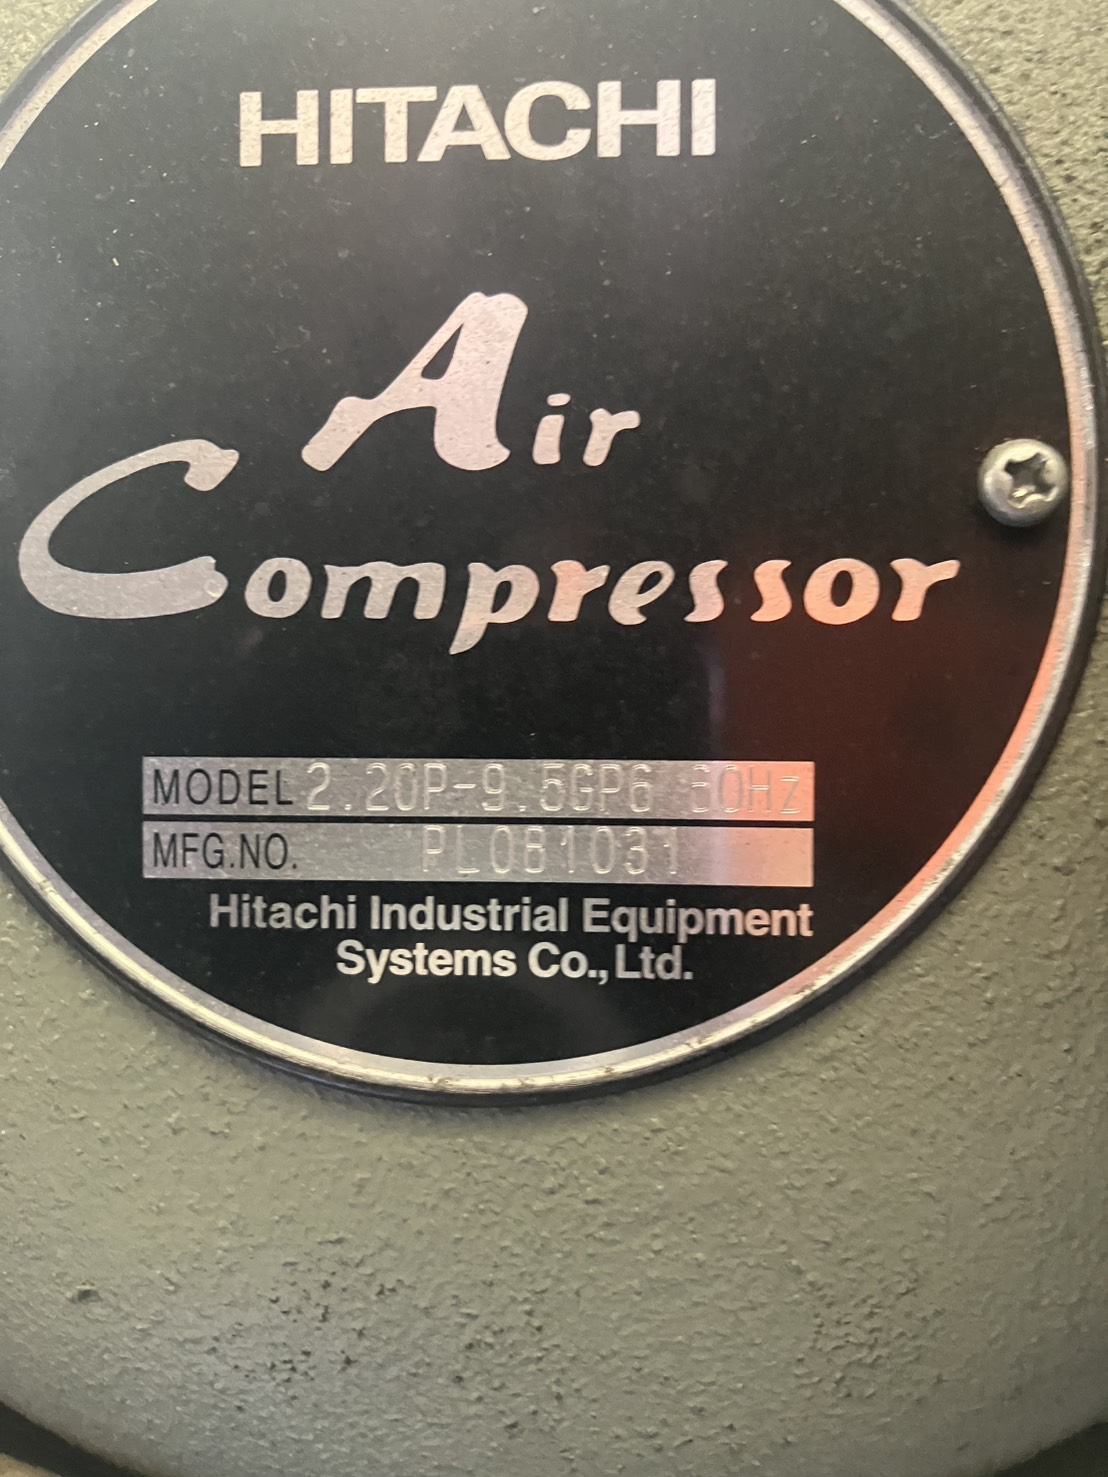 HITACHI
Air
Compressor
MODEL 2.2OP-9.5GP6 60Hz
MFG.NO. PL081031
Hitachi Industrial Equipment
Systems Co., Ltd.